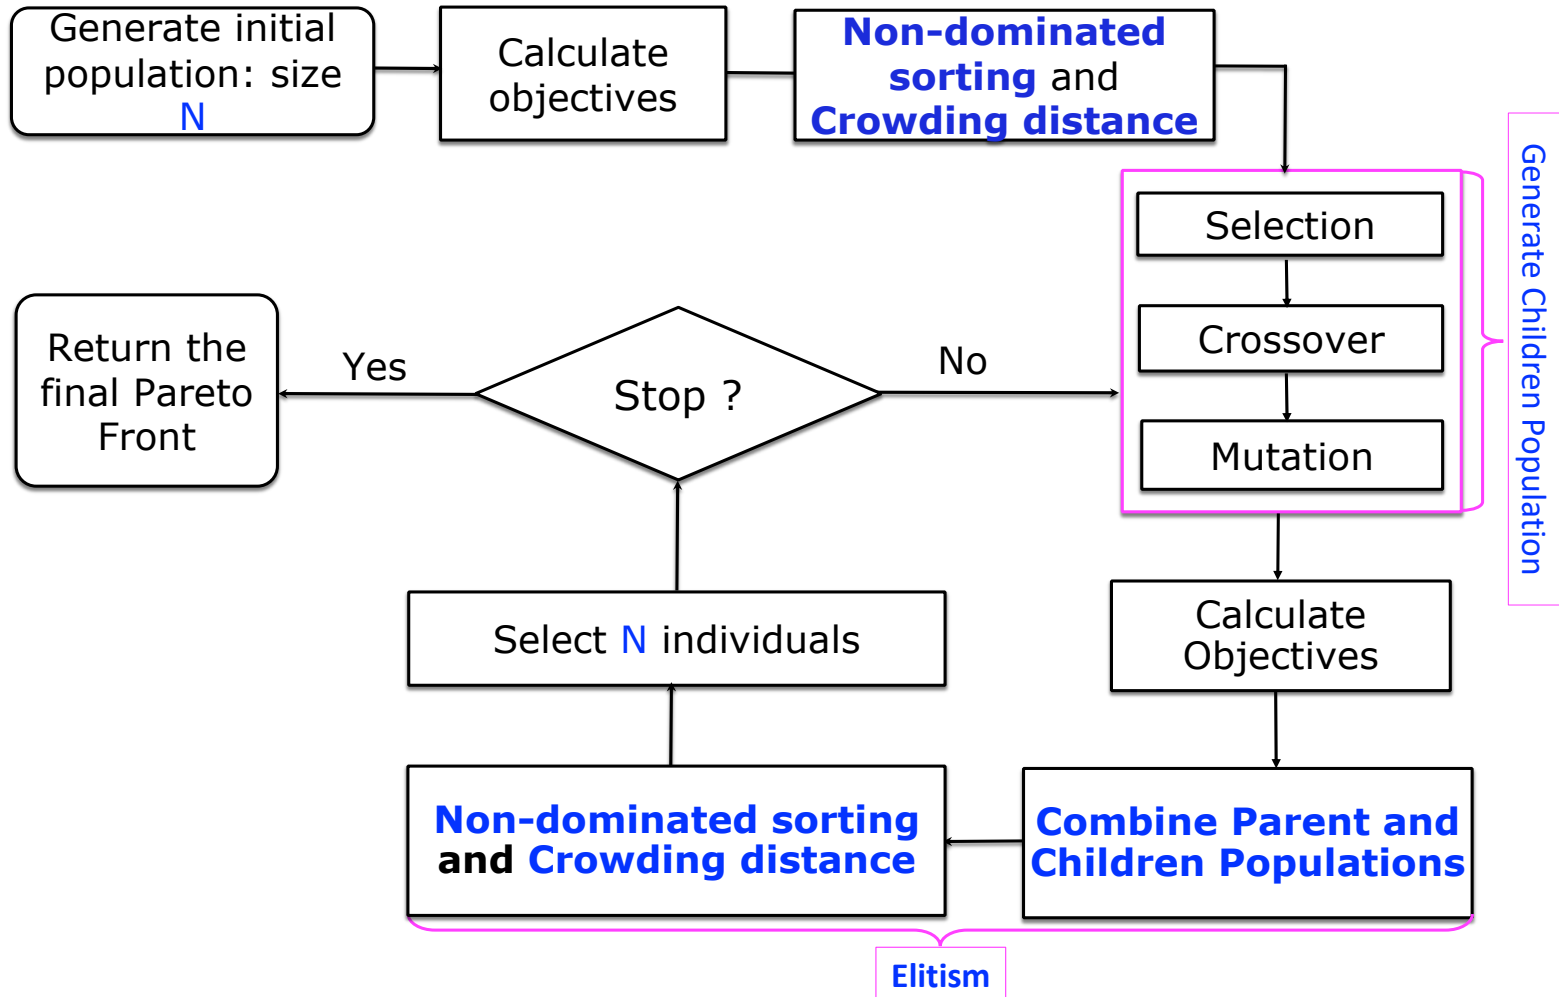 Generate initial
population: size
N
Calculate
objectives
Non-dominated
sorting and
Crowding distance
Selection
Crossover
Mutation
Generate Children Population
Return the
final Pareto
Front
Yes
Stop ?
No
Select N individuals
Calculate
Objectives
Non-dominated sorting
and Crowding distance
Combine Parent and
Children Populations
Elitism